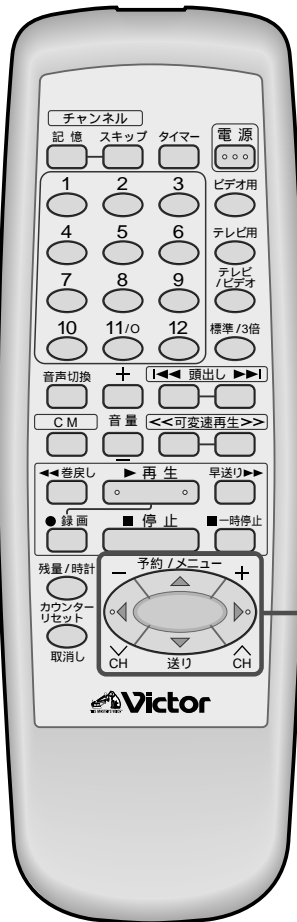 チャンネル
記憶 スキップ タイマー 電源
1 2 3 ビデオ用
4 5 6 テレビ用
7 8 9 テレビ/ビデオ
10 11/0 12 標準/3倍
音声切換 + |◀◀ 頭出し ▶▶|
CM 音量 <<可変速再生>>
−
◀◀巻戻し ▶ 再生 早送り▶▶
● 録画 ■ 停止 ■一時停止
残量/時計 − 予約/メニュー +
カウンター
リセット
取消し CH 送り CH
Victor